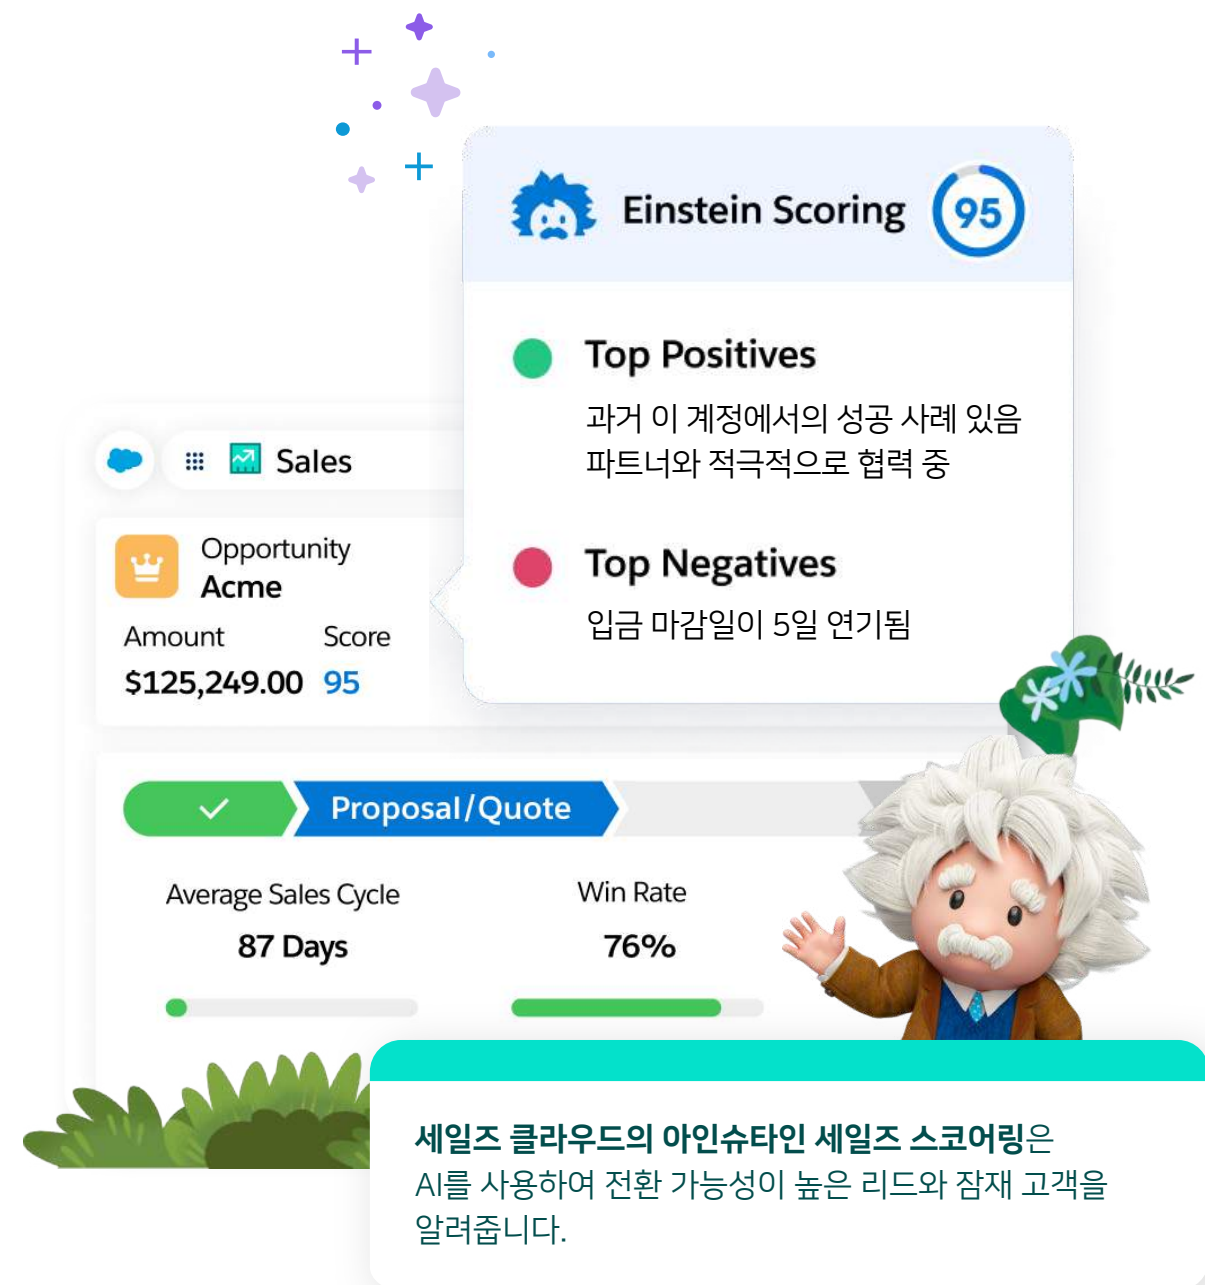 Einstein Scoring 95
Top Positives
과거 이 계정에서의 성공 사례 있음
파트너와 적극적으로 협력 중
Top Negatives
입금 마감일이 5일 연기됨
Sales
Opportunity
Acme
Amount Score
$125,249.00 95
Proposal/Quote
Average Sales Cycle Win Rate
87 Days 76%
세일즈 클라우드의 아인슈타인 세일즈 스코어링은
AI를 사용하여 전환 가능성이 높은 리드와 잠재 고객을
알려줍니다.